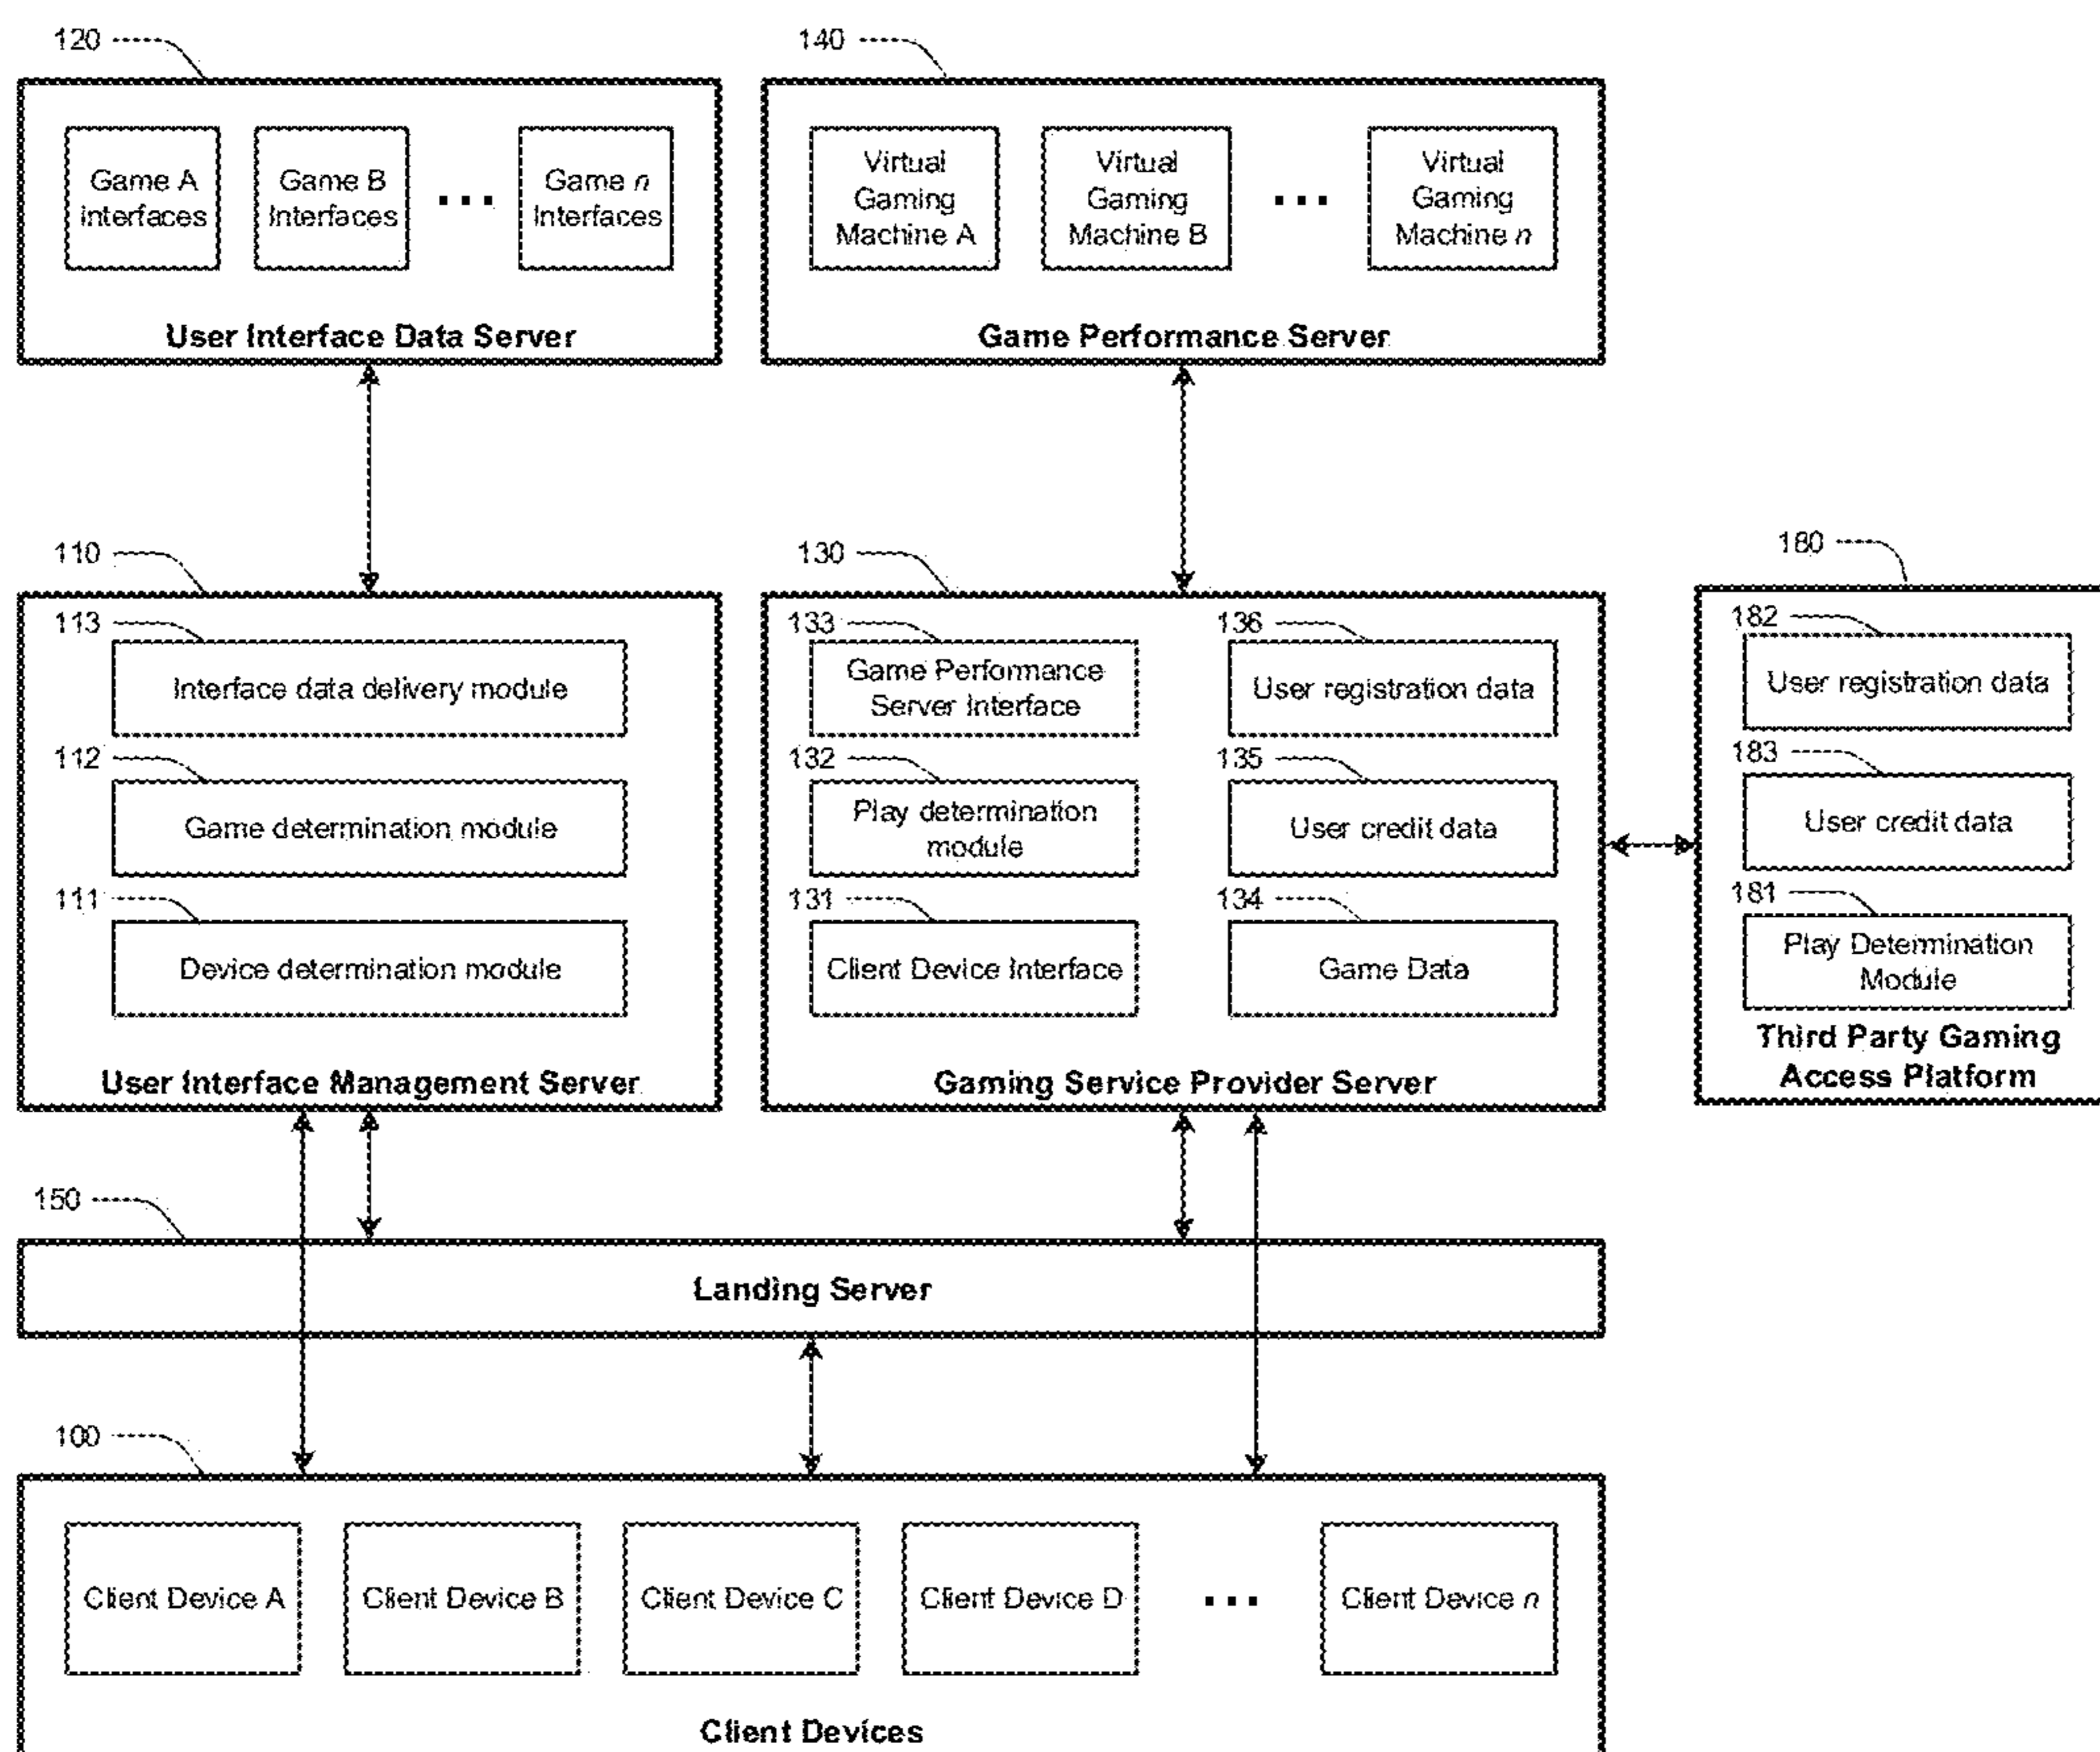 120
140
Game A
Interfaces
Game B
Interfaces
...
Game n
Interfaces
User Interface Data Server
Virtual
Gaming
Machine A
Virtual
Gaming
Machine B
...
Virtual
Gaming
Machine n
Game Performance Server
110
113
Interface data delivery module
112
Game determination module
111
Device determination module
User Interface Management Server
130
133
Game Performance
Server Interface
132
Play determination
module
131
Client Device Interface
136
User registration data
135
User credit data
134
Game Data
Gaming Service Provider Server
180
182
User registration data
183
User credit data
181
Play Determination
Module
Third Party Gaming
Access Platform
150
Landing Server
100
Client Device A
Client Device B
Client Device C
Client Device D
...
Client Device n
Client Devices